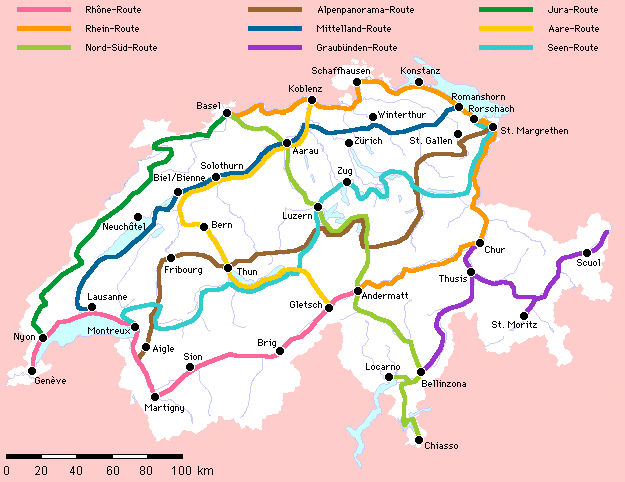 Rhône-Route Alpenpanorama-Route Jura-Route
Rhein-Route Mittelland-Route Aare-Route
Nord-Süd-Route Graubünden-Route Seen-Route
Schaffhausen Konstanz
Koblenz
Romanshorn
Basel Rorschach
Winterthur
St. Margrethen
Aarau Zürich St. Gallen
Solothurn
Biel/Bienne Zug
Luzern
Neuchâtel Bern
Chur
Scuol
Fribourg Thun Thusis
Lausanne Gletsch Andermatt
St. Moritz
Montreux
Nyon
Aigle Brig
Sion Locarno
Genève Bellinzona
Martigny
Chiasso
0 20 40 60 80 100 km